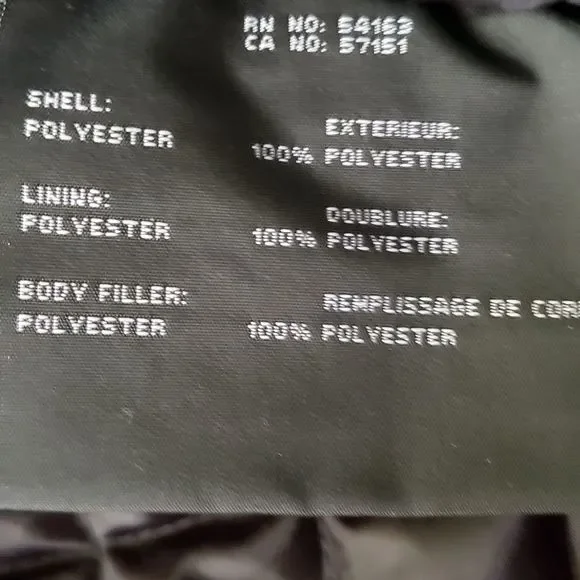 RN NO: 54163
CA NO: 57151
SHELL: EXTERIEUR:
POLYESTER 100% POLYESTER
LINING: DOUBLURE:
POLYESTER 100% POLYESTER
BODY FILLER: REMPLISSAGE DE COR
POLYESTER 100% POLYESTER